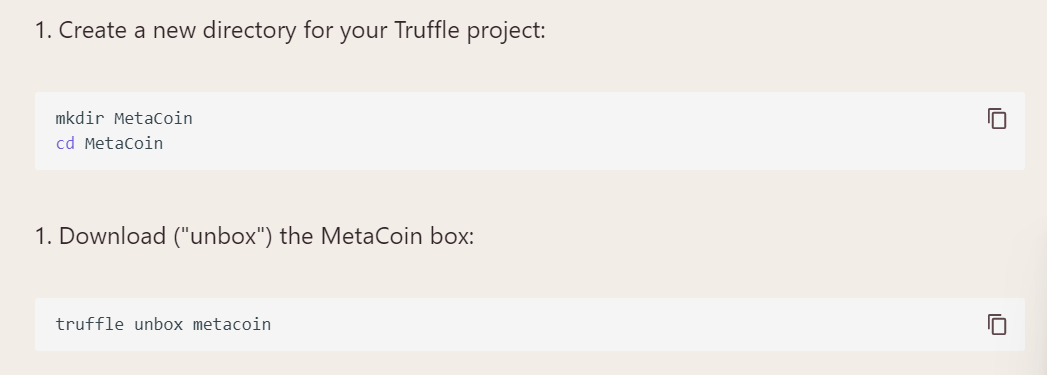 1. Create a new directory for your Truffle project:
mkdir MetaCoin
cd MetaCoin
1. Download ("unbox") the MetaCoin box:
truffle unbox metacoin